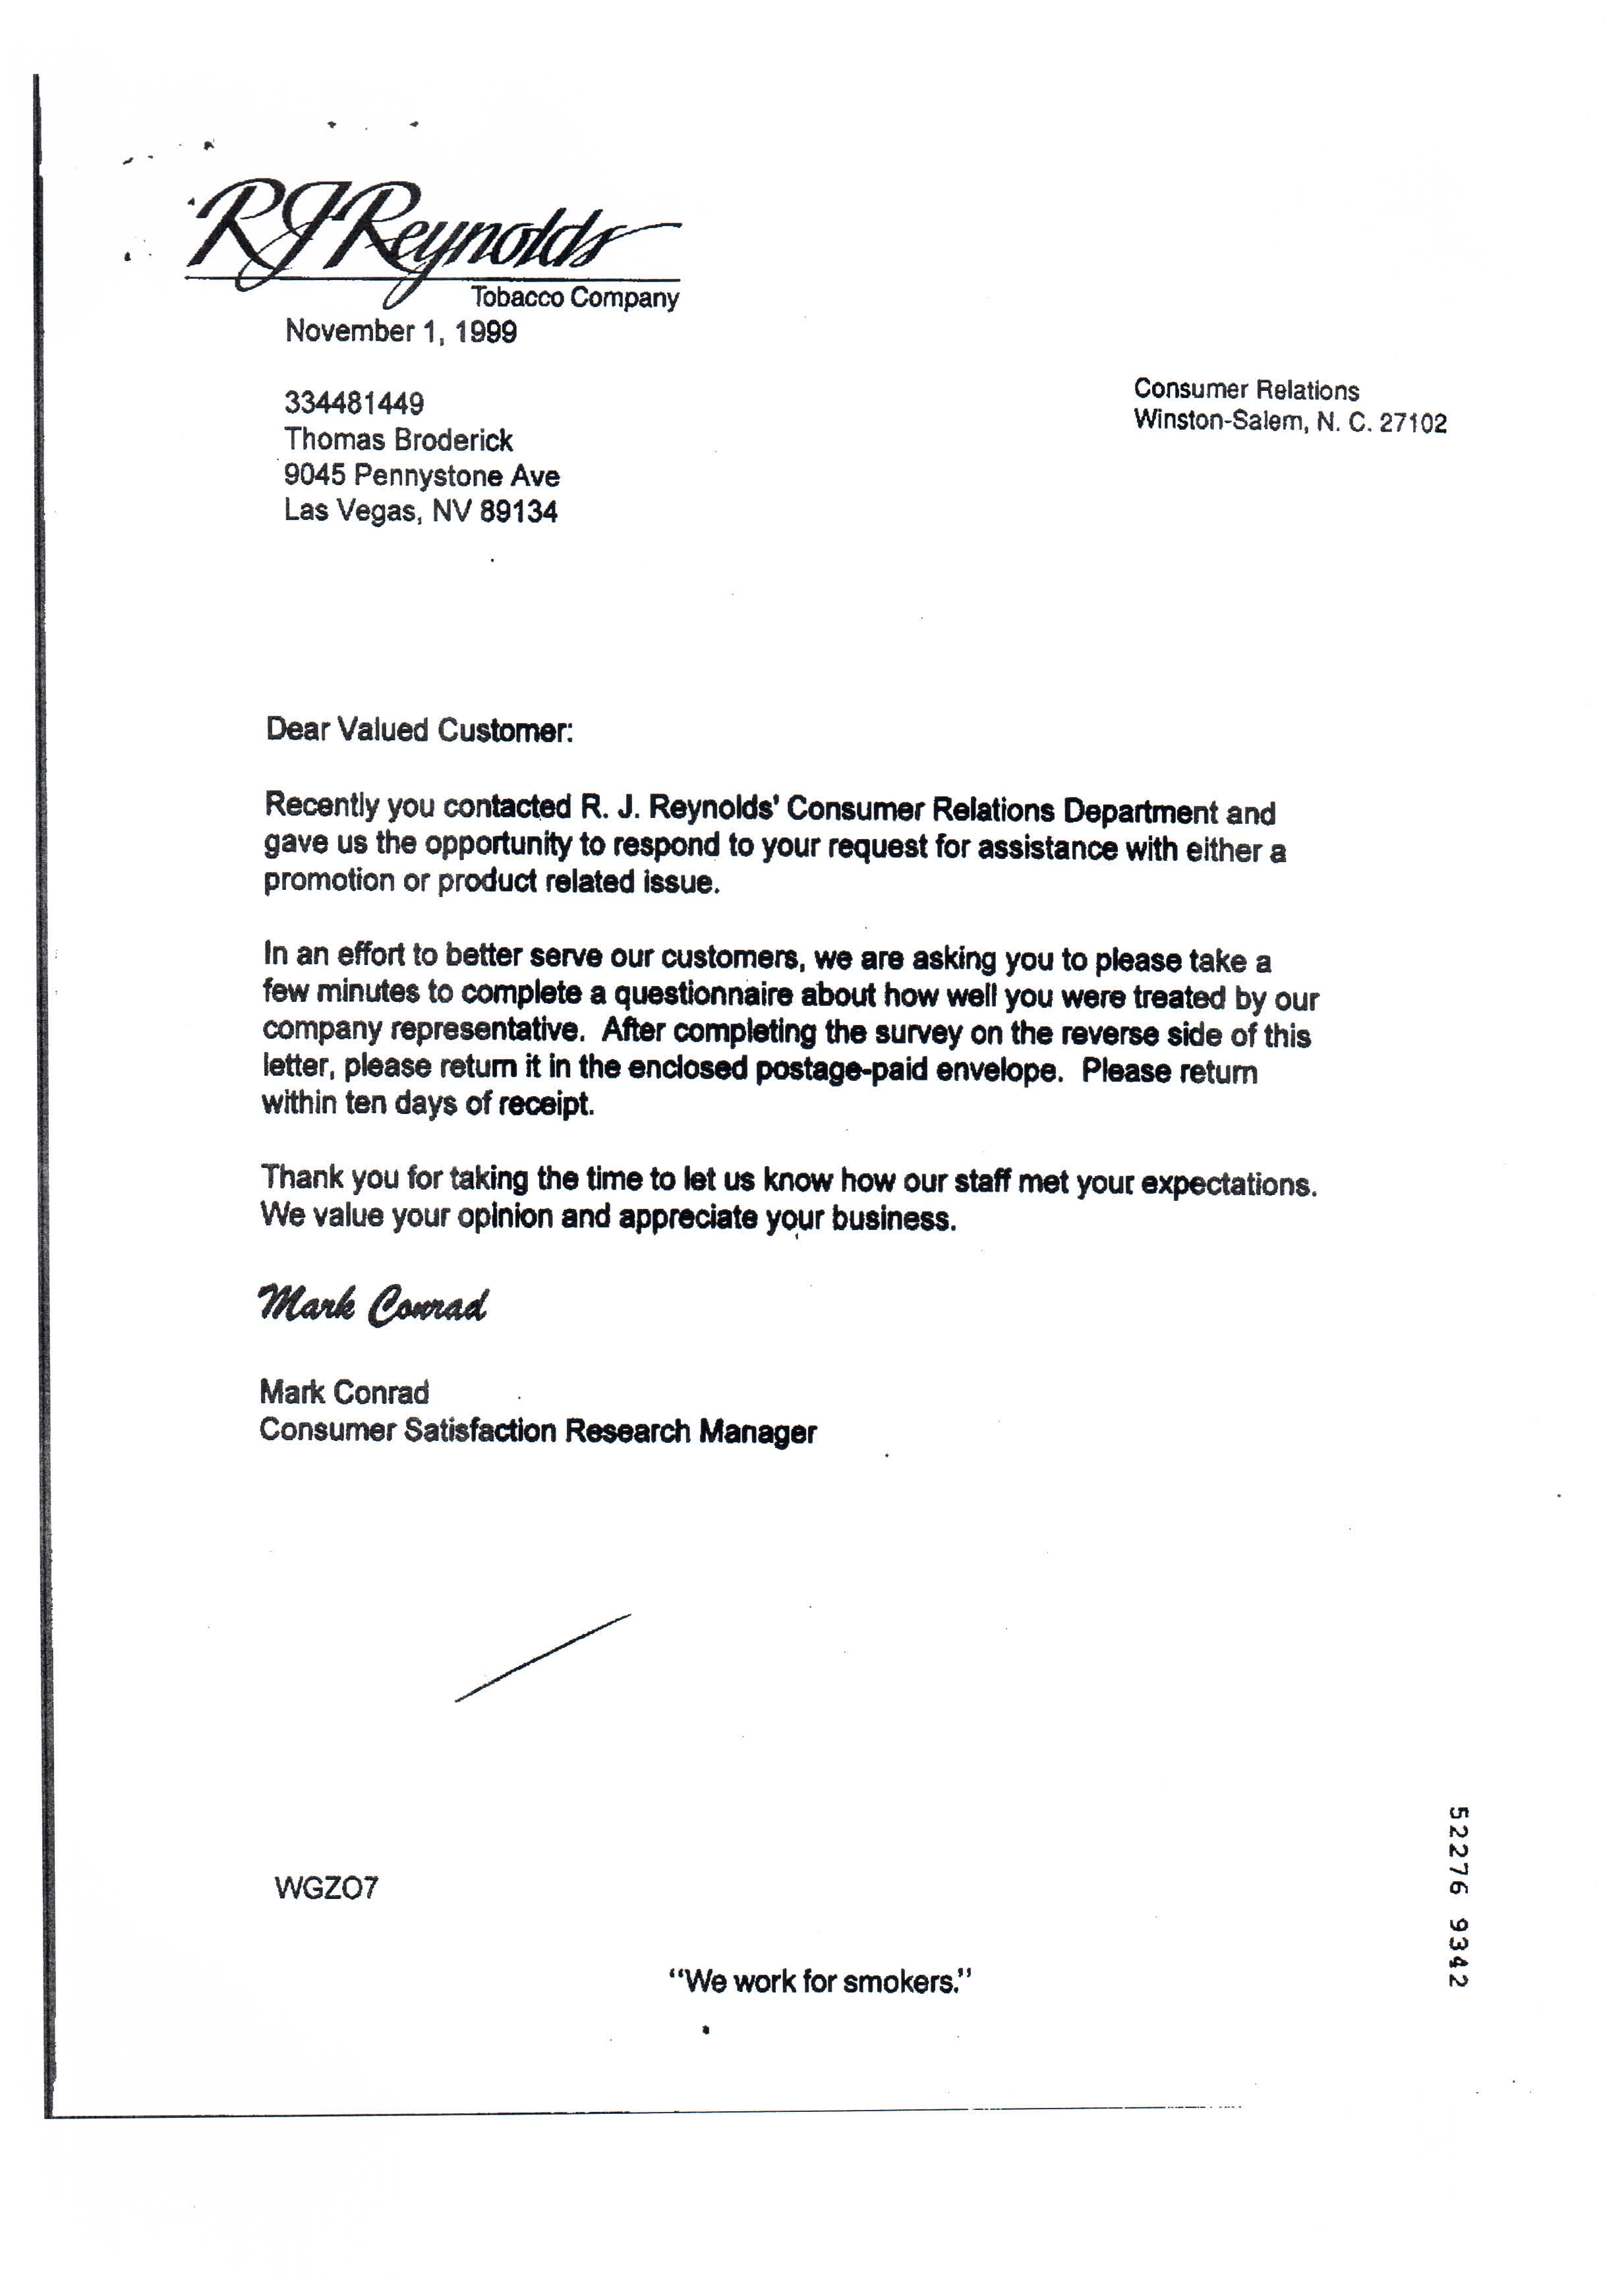 RJReynolds
Tobacco Company
November 1, 1999
Consumer Relations
Winston-Salem, N. C. 27102
334481449
Thomas Broderick
9045 Pennystone Ave
Las Vegas, NV 89134
Dear Valued Customer:
Recently you contacted R. J. Reynolds' Consumer Relations Department and
gave us the opportunity to respond to your request for assistance with either a
promotion or product related issue.
In an effort to better serve our customers, we are asking you to please take a
few minutes to complete a questionnaire about how well you were treated by our
company representative.  After completing the survey on the reverse side of this
letter, please return it in the enclosed postage-paid envelope.  Please return
within ten days of receipt.
Thank you for taking the time to let us know how our staff met your expectations.
We value your opinion and appreciate your business.
Mark Conrad
Mark Conrad
Consumer Satisfaction Research Manager
WGZO7
52276 9342
“We work for smokers.”